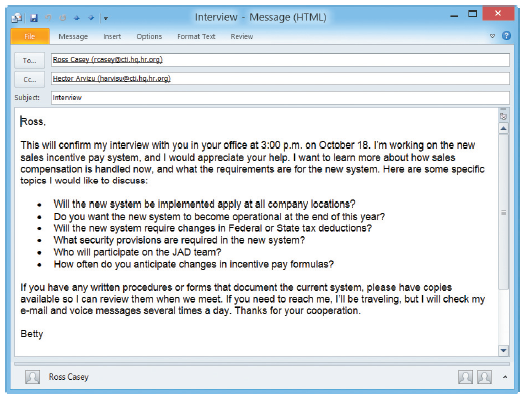 Interview - Message (HTML)
File Message Insert Options Format Text Review
To... Ross Casey (rcasey@cti.hq.hr.org)
Cc... Hector Arvizu (harvisu@cti.hq.hr.org)
Subject: Interview
Ross,
This will confirm my interview with you in your office at 3:00 p.m. on October 18. I'm working on the new
sales incentive pay system, and I would appreciate your help. I want to learn more about how sales
compensation is handled now, and what the requirements are for the new system. Here are some specific
topics I would like to discuss:
• Will the new system be implemented apply at all company locations?
• Do you want the new system to become operational at the end of this year?
• Will the new system require changes in Federal or State tax deductions?
• What security provisions are required in the new system?
• Who will participate on the JAD team?
• How often do you anticipate changes in incentive pay formulas?
If you have any written procedures or forms that document the current system, please have copies
available so I can review them when we meet. If you need to reach me, I'll be traveling, but I will check my
e-mail and voice messages several times a day. Thanks for your cooperation.
Betty
Ross Casey